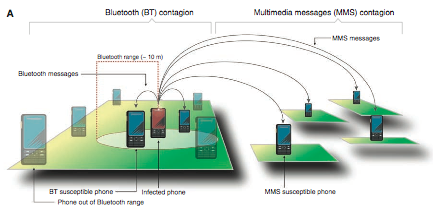 A
Bluetooth (BT) contagion
Multimedia messages (MMS) contagion
MMS messages
Bluetooth range (~ 10 m)
Bluetooth messages
BT susceptible phone
Infected phone
MMS susceptible phone
Phone out of Bluetooth range